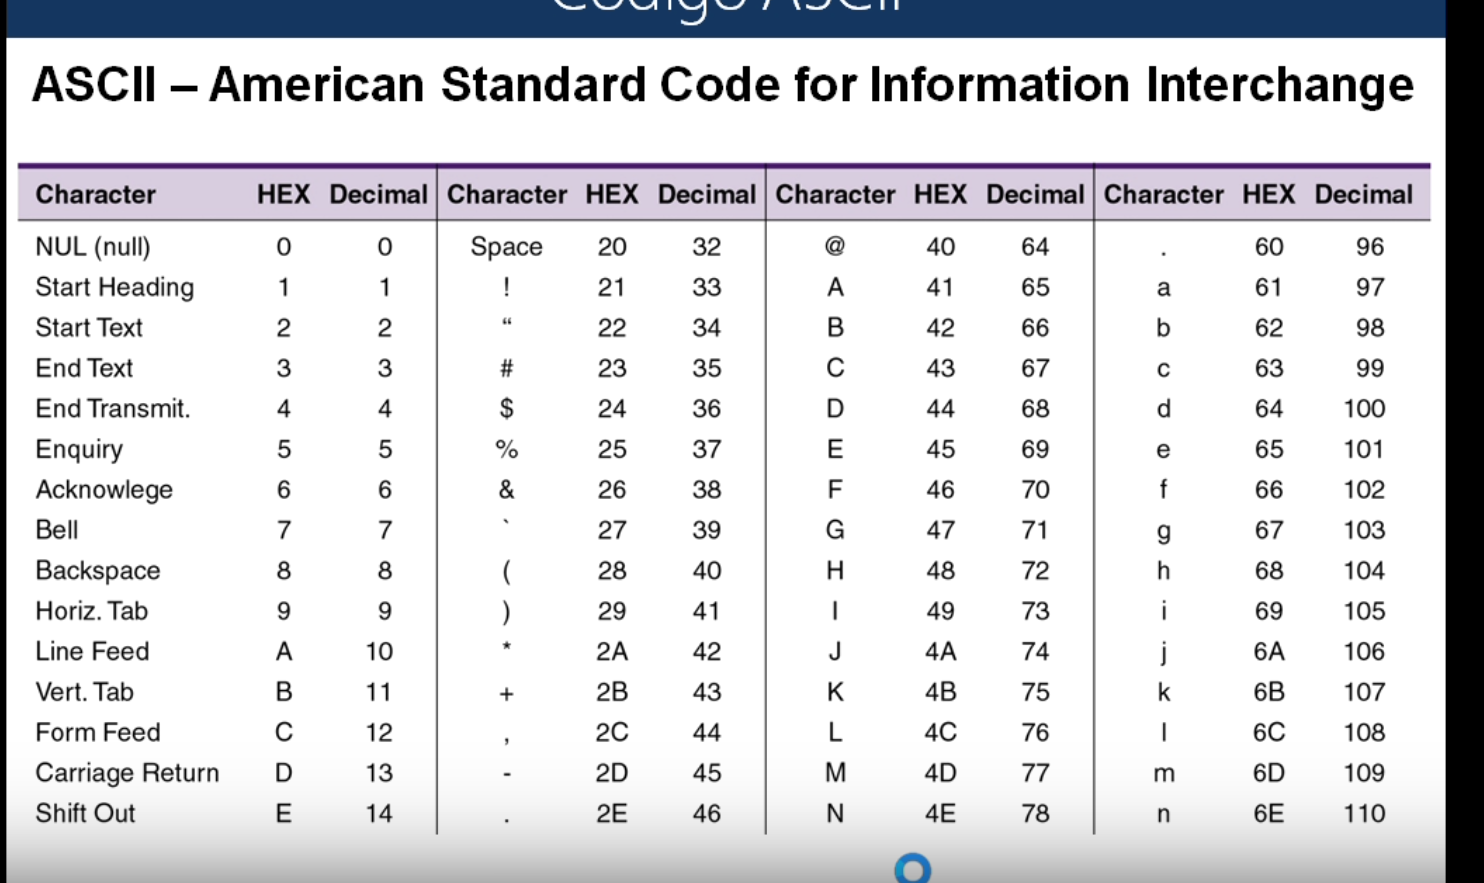 Código ASCII
ASCII – American Standard Code for Information Interchange
Character HEX Decimal Character HEX Decimal Character HEX Decimal Character HEX Decimal
NUL (null) 0 0 Space 20 32 @ 40 64 . 60 96
Start Heading 1 1 ! 21 33 A 41 65 a 61 97
Start Text 2 2 “ 22 34 B 42 66 b 62 98
End Text 3 3 # 23 35 C 43 67 c 63 99
End Transmit. 4 4 $ 24 36 D 44 68 d 64 100
Enquiry 5 5 % 25 37 E 45 69 e 65 101
Acknowlege 6 6 & 26 38 F 46 70 f 66 102
Bell 7 7 ` 27 39 G 47 71 g 67 103
Backspace 8 8 ( 28 40 H 48 72 h 68 104
Horiz. Tab 9 9 ) 29 41 I 49 73 i 69 105
Line Feed A 10 * 2A 42 J 4A 74 j 6A 106
Vert. Tab B 11 + 2B 43 K 4B 75 k 6B 107
Form Feed C 12 , 2C 44 L 4C 76 l 6C 108
Carriage Return D 13 - 2D 45 M 4D 77 m 6D 109
Shift Out E 14 . 2E 46 N 4E 78 n 6E 110